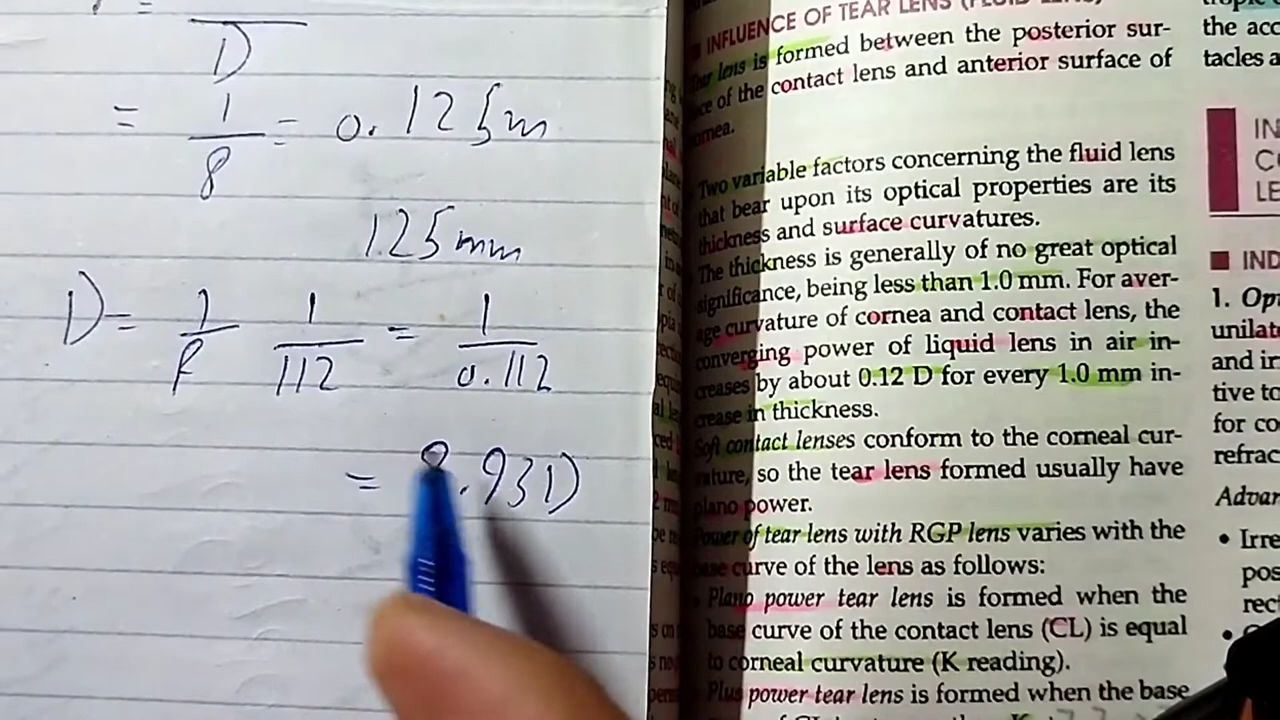 D
= 1/8 = 0.125m
125mm
D = 1/f 1/112 = 1/0.112
= 8.93D
INFLUENCE OF TEAR LENS (FLUID LENS)
lens is formed between the posterior sur-
of the contact lens and anterior surface of
Two variable factors concerning the fluid lens
that bear upon its optical properties are its
thickness and surface curvatures.
The thickness is generally of no great optical
significance, being less than 1.0 mm. For aver-
age curvature of cornea and contact lens, the
converging power of liquid lens in air in-
creases by about 0.12 D for every 1.0 mm in-
crease in thickness.
Soft contact lenses conform to the corneal cur-
vature, so the tear lens formed usually have
plano power.
Power of tear lens with RGP lens varies with the
base curve of the lens as follows:
Plano power tear lens is formed when the
base curve of the contact lens (CL) is equal
to corneal curvature (K reading).
Plus power tear lens is formed when the base
the acc
tacles a
IN
LE
IND
1. Opt
unilat
and ir
tive to
for co
refrac
Advan
• Irre
pos
rec